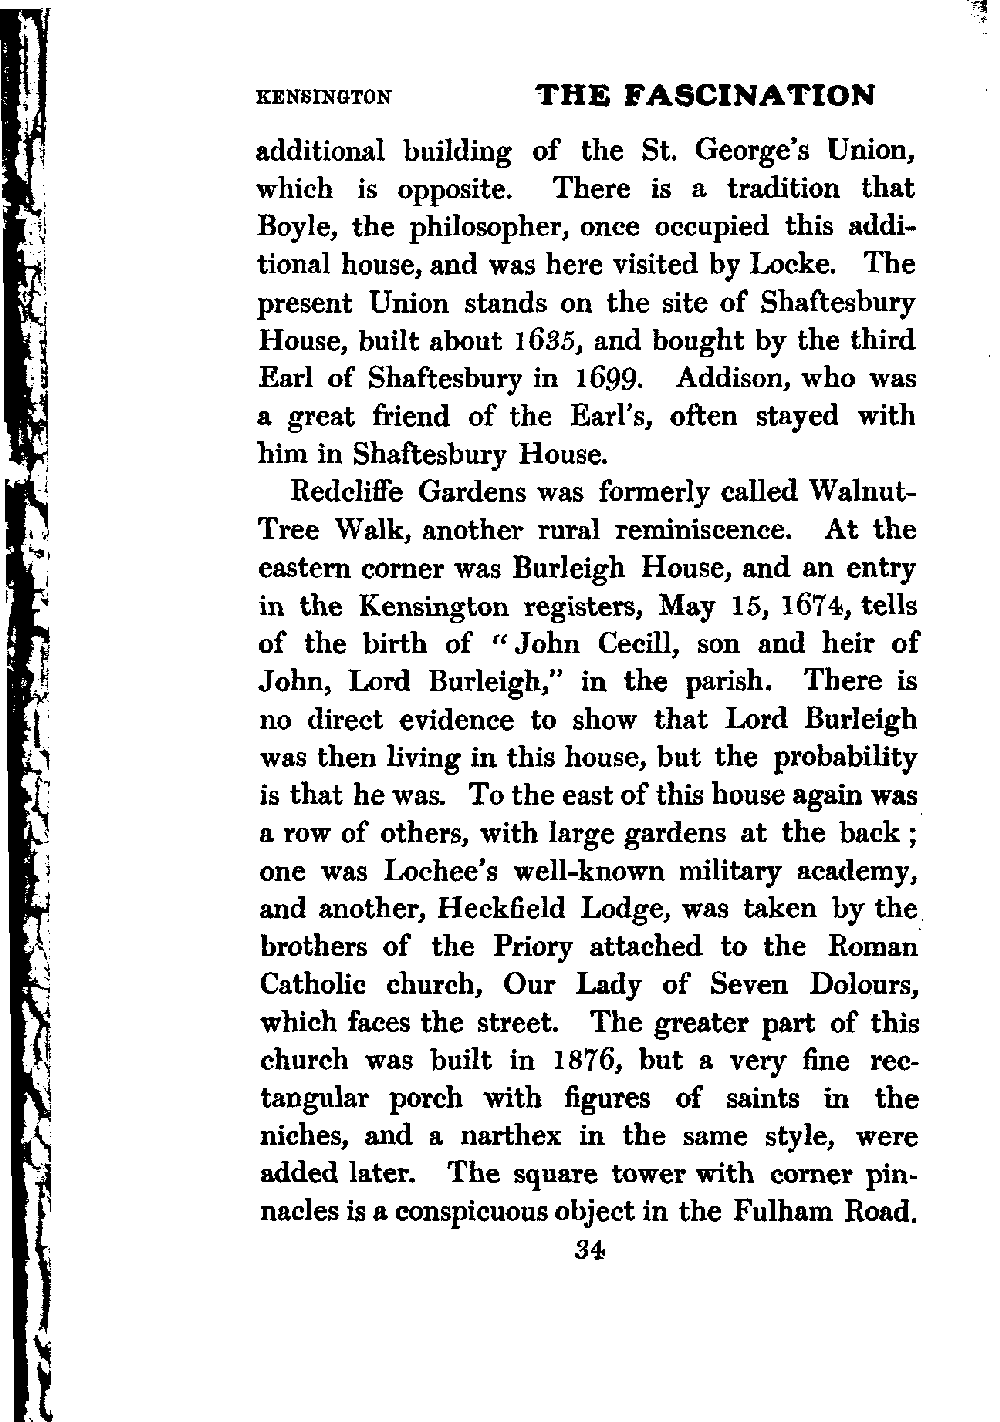 KENSINGTON THE FASCINATION
additional building of the St. George's Union,
which is opposite. There is a tradition that
Boyle, the philosopher, once occupied this addi-
tional house, and was here visited by Locke. The
present Union stands on the site of Shaftesbury
House, built about 1635, and bought by the third
Earl of Shaftesbury in 1699. Addison, who was
a great friend of the Earl's, often stayed with
him in Shaftesbury House.
Redcliffe Gardens was formerly called Walnut-
Tree Walk, another rural reminiscence. At the
eastern corner was Burleigh House, and an entry
in the Kensington registers, May 15, 1674, tells
of the birth of "John Cecill, son and heir of
John, Lord Burleigh," in the parish. There is
no direct evidence to show that Lord Burleigh
was then living in this house, but the probability
is that he was. To the east of this house again was
a row of others, with large gardens at the back ;
one was Lochee's well-known military academy,
and another, Heckfield Lodge, was taken by the
brothers of the Priory attached to the Roman
Catholic church, Our Lady of Seven Dolours,
which faces the street. The greater part of this
church was built in 1876, but a very fine rec-
tangular porch with figures of saints in the
niches, and a narthex in the same style, were
added later. The square tower with corner pin-
nacles is a conspicuous object in the Fulham Road.
34